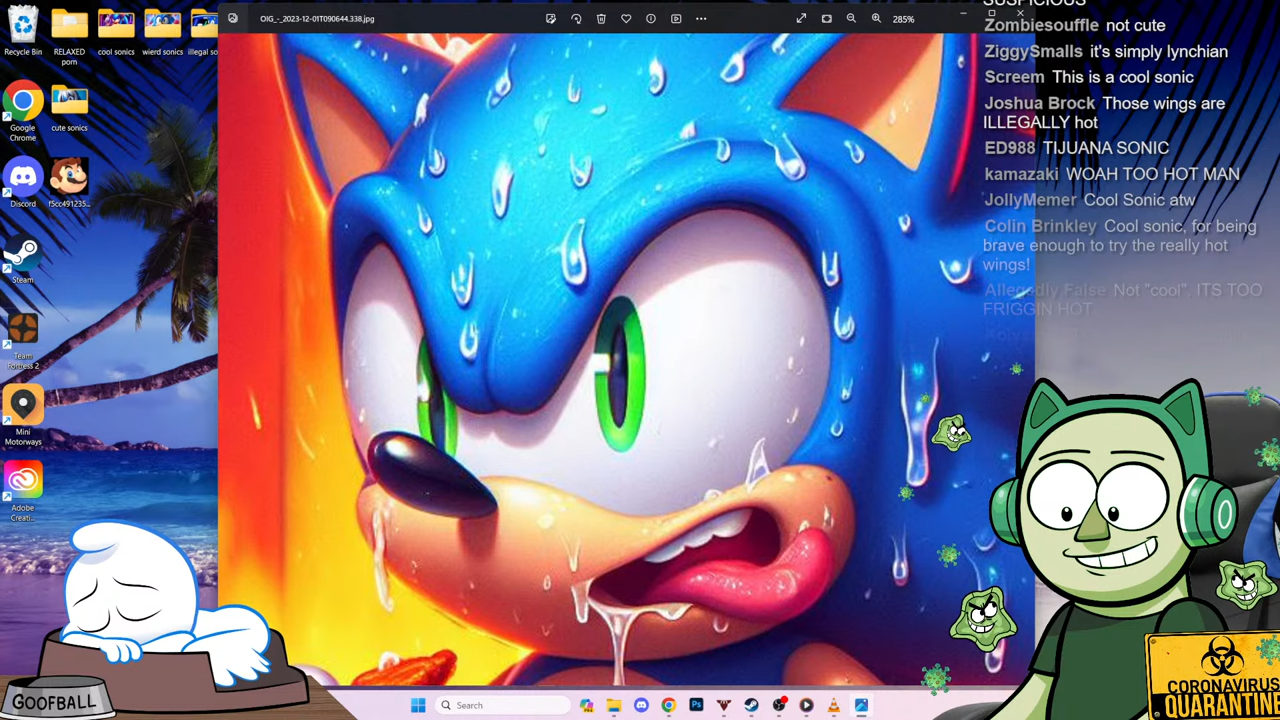 OIG_-_2023-12-01T090644.338.jpg
285%
Recycle Bin
RELAXED
porn
cool sonics
wierd sonics
illegal so
Google
Chrome
cute sonics
Discord
f5cc491235...
Steam
Team
Fortress 2
Mini
Motorways
Adobe
Creati...
SUSPICIOUS
Zombiesouffle not cute
ZiggySmalls it's simply lynchian
Screem This is a cool sonic
Joshua Brock Those wings are
ILLEGALLY hot
ED988 TIJUANA SONIC
kamazaki WOAH TOO HOT MAN
JollyMemer Cool Sonic atw
Colin Brinkley Cool sonic, for being
brave enough to try the really hot
wings!
Allegedly False Not "cool". ITS TOO
FRIGGIN HOT
GOOFBALL
Search
Ps
CORONAVIRUS
QUARANTINE